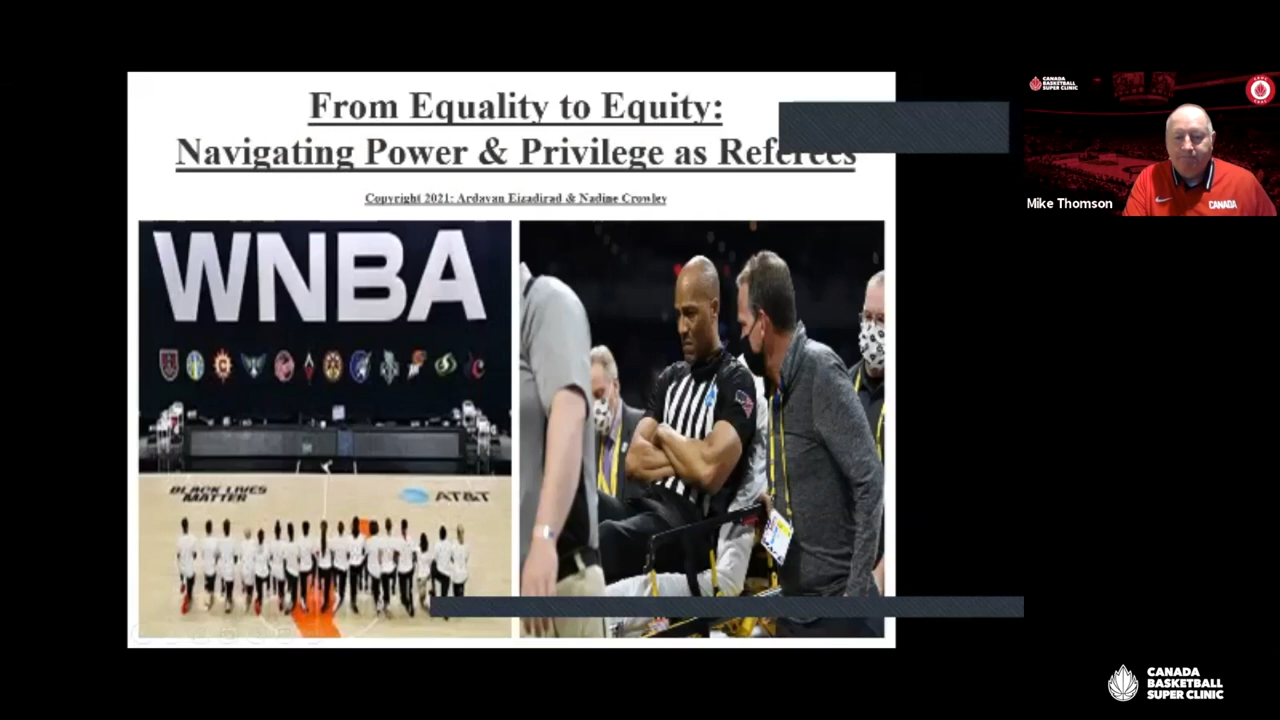 From Equality to Equity:
Navigating Power & Privilege as Referees
Copyright 2021: Ardavan Eizadirad & Nadine Crowley
WNBA
BLACK LIVES
MATTER
AT&T
CANADA
BASKETBALL
SUPER CLINIC
CANADA
Mike Thomson
CANADA
BASKETBALL
SUPER CLINIC